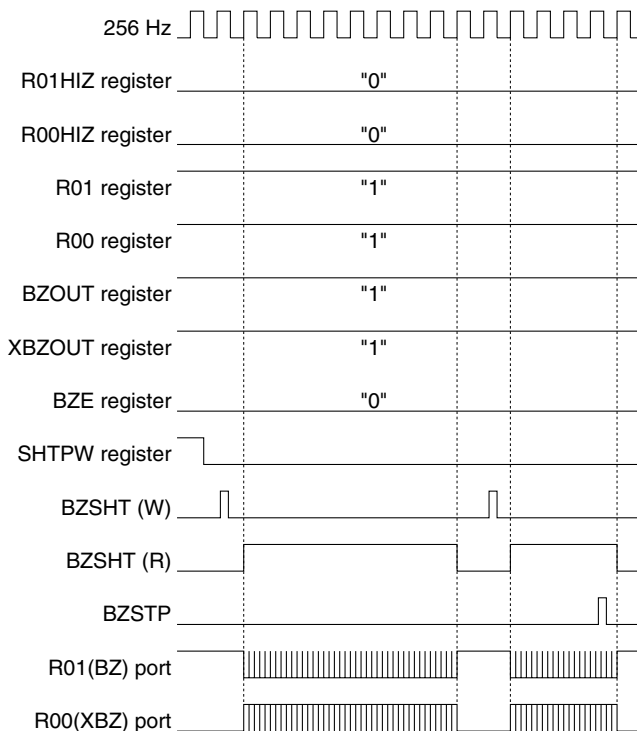 256 Hz
R01HIZ register "0"
R00HIZ register "0"
R01 register "1"
R00 register "1"
BZOUT register "1"
XBZOUT register "1"
BZE register "0"
SHTPW register
BZSHT (W)
BZSHT (R)
BZSTP
R01(BZ) port
R00(XBZ) port